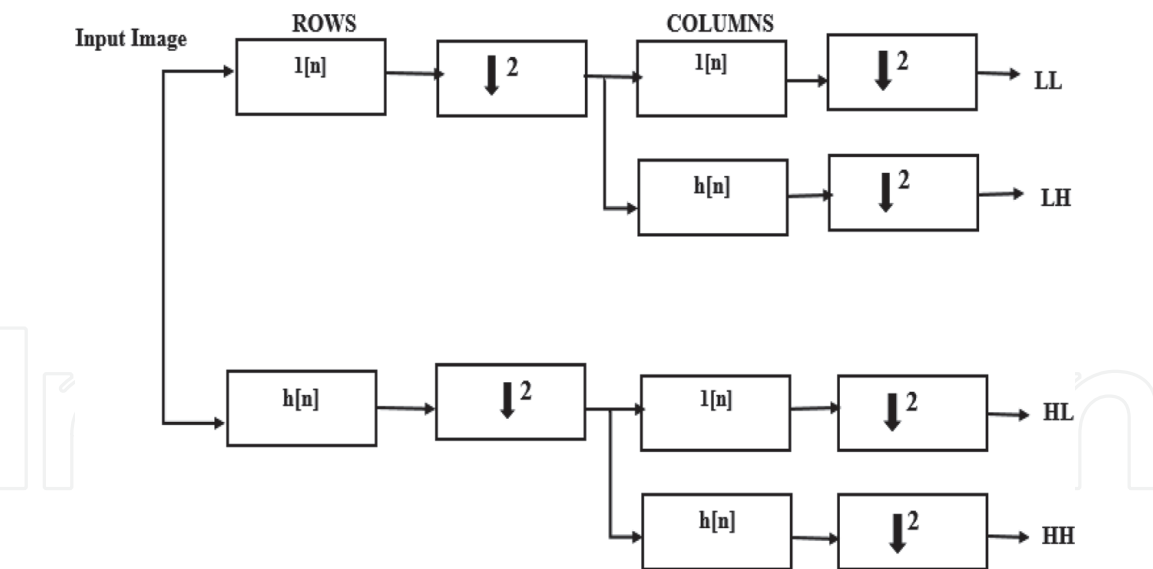 Input Image
ROWS
COLUMNS
l[n]
2
l[n]
2
LL
h[n]
2
LH
h[n]
2
l[n]
2
HL
h[n]
2
HH